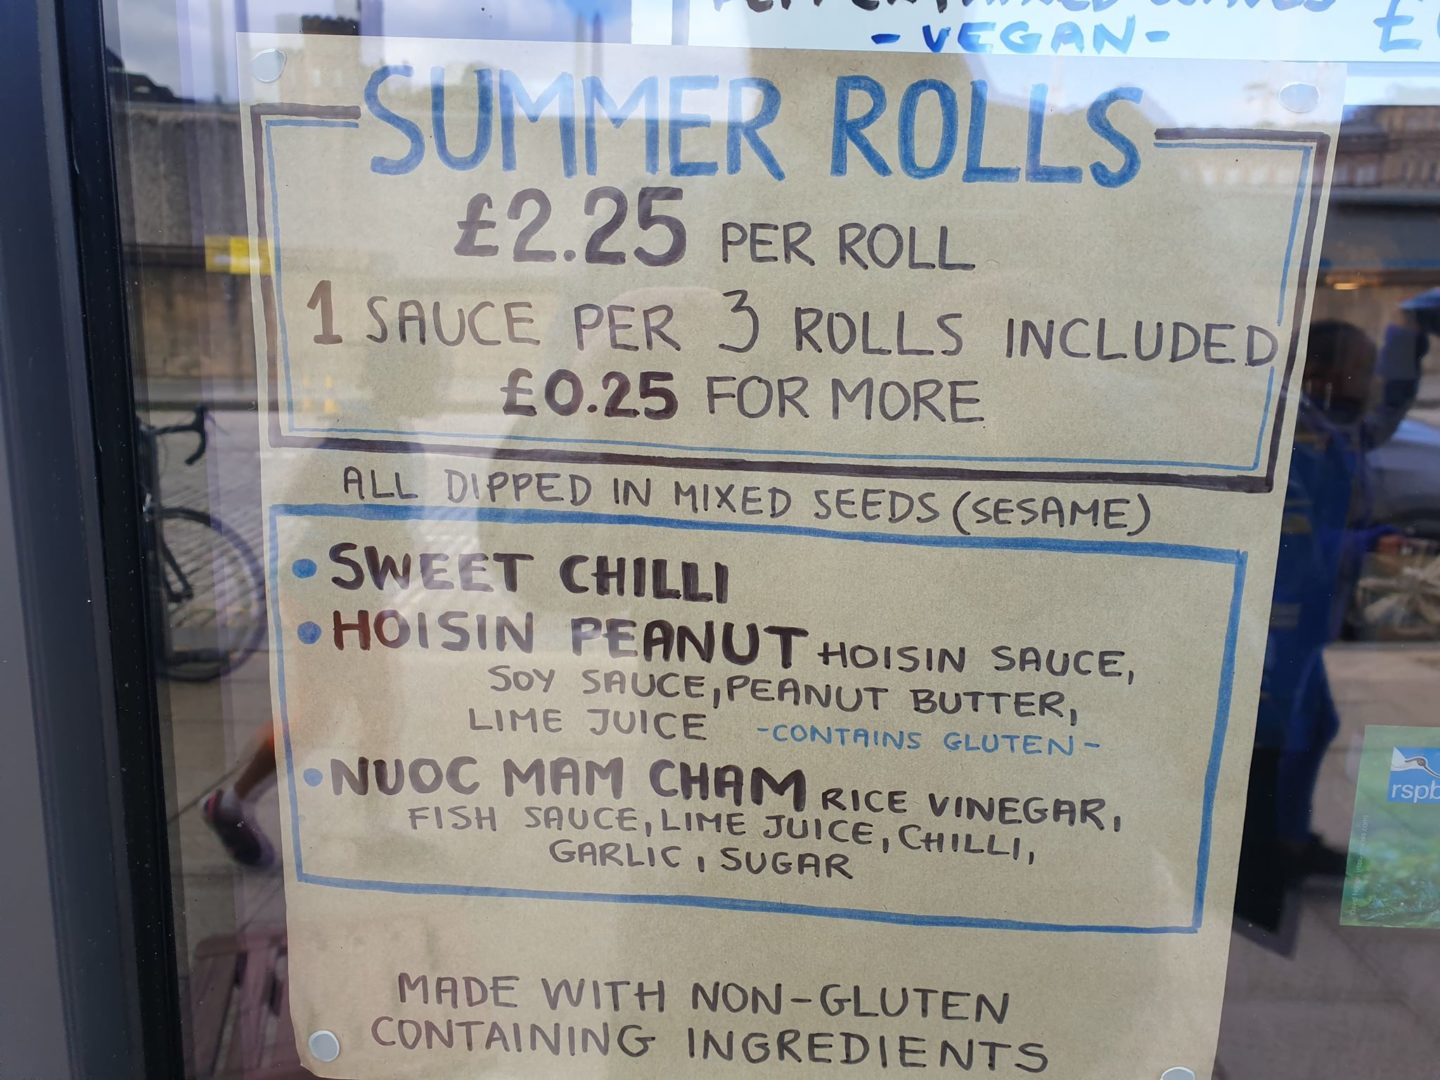 - VEGAN -
SUMMER ROLLS
£2.25 PER ROLL
1 SAUCE PER 3 ROLLS INCLUDED
£0.25 FOR MORE
ALL DIPPED IN MIXED SEEDS (SESAME)
• SWEET CHILLI
• HOISIN PEANUT HOISIN SAUCE,
SOY SAUCE, PEANUT BUTTER,
LIME JUICE -CONTAINS GLUTEN-
• NUOC MAM CHAM RICE VINEGAR,
FISH SAUCE, LIME JUICE, CHILLI,
GARLIC, SUGAR
MADE WITH NON-GLUTEN
CONTAINING INGREDIENTS
rspb